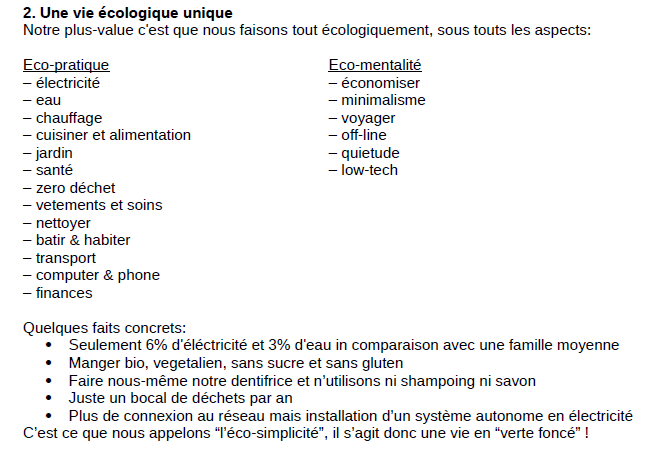 2. Une vie écologique unique
Notre plus-value c'est que nous faisons tout écologiquement, sous touts les aspects:
Eco-pratique
– électricité
– eau
– chauffage
– cuisiner et alimentation
– jardin
– santé
– zero déchet
– vetements et soins
– nettoyer
– batir & habiter
– transport
– computer & phone
– finances
Eco-mentalité
– économiser
– minimalisme
– voyager
– off-line
– quietude
– low-tech
Quelques faits concrets:
• Seulement 6% d'éléctricité et 3% d'eau in comparaison avec une famille moyenne
• Manger bio, vegetalien, sans sucre et sans gluten
• Faire nous-même notre dentifrice et n'utilisons ni shampoing ni savon
• Juste un bocal de déchets par an
• Plus de connexion au réseau mais installation d'un système autonome en électricité
C'est ce que nous appelons “l'éco-simplicité”, il s'agit donc une vie en “verte foncé” !